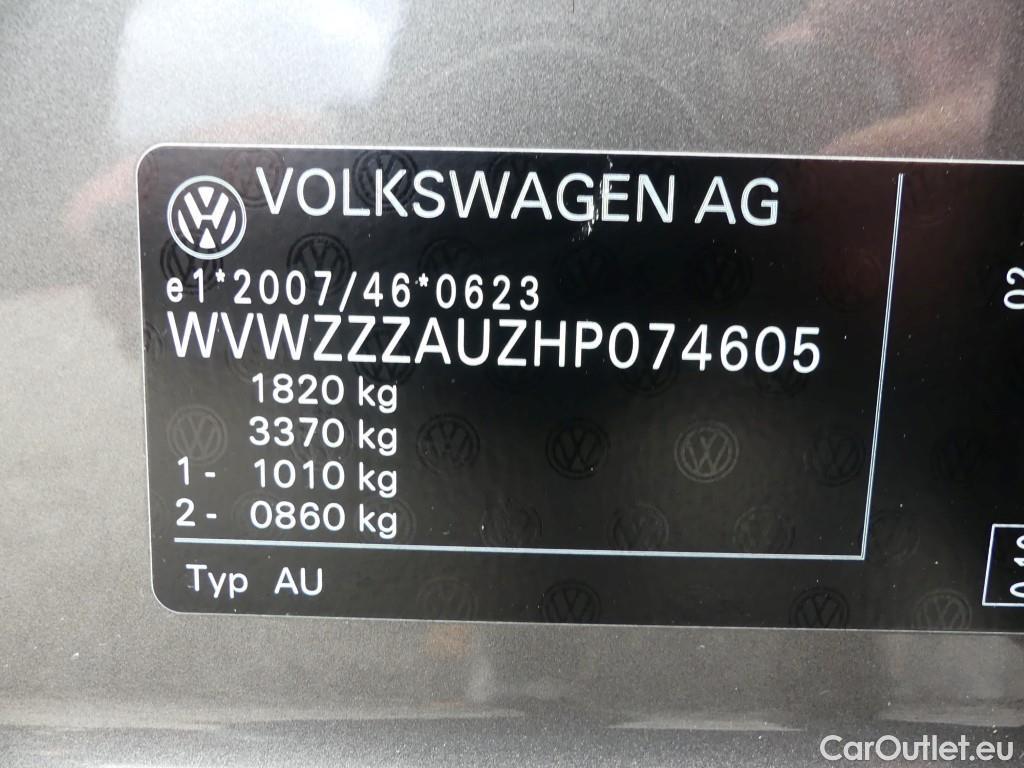 VOLKSWAGEN AG
e1*2007/46*0623
WVWZZZAUZHP074605
1820 kg
3370 kg
1- 1010 kg
2- 0860 kg
Typ AU
02
CarOutlet.eu